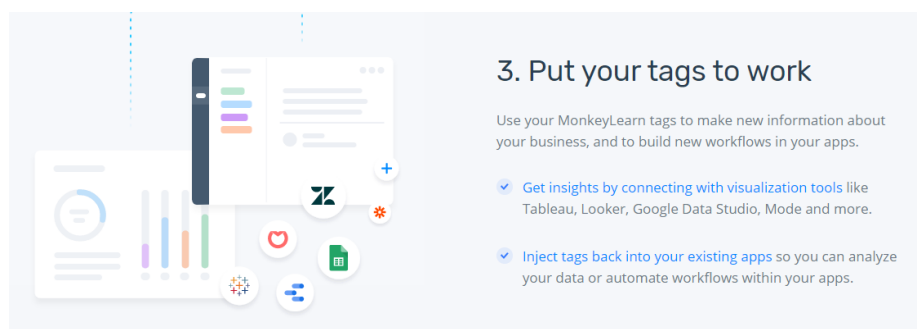 3. Put your tags to work
Use your MonkeyLearn tags to make new information about
your business, and to build new workflows in your apps.
Get insights by connecting with visualization tools like
Tableau, Looker, Google Data Studio, Mode and more.
Inject tags back into your existing apps so you can analyze
your data or automate workflows within your apps.